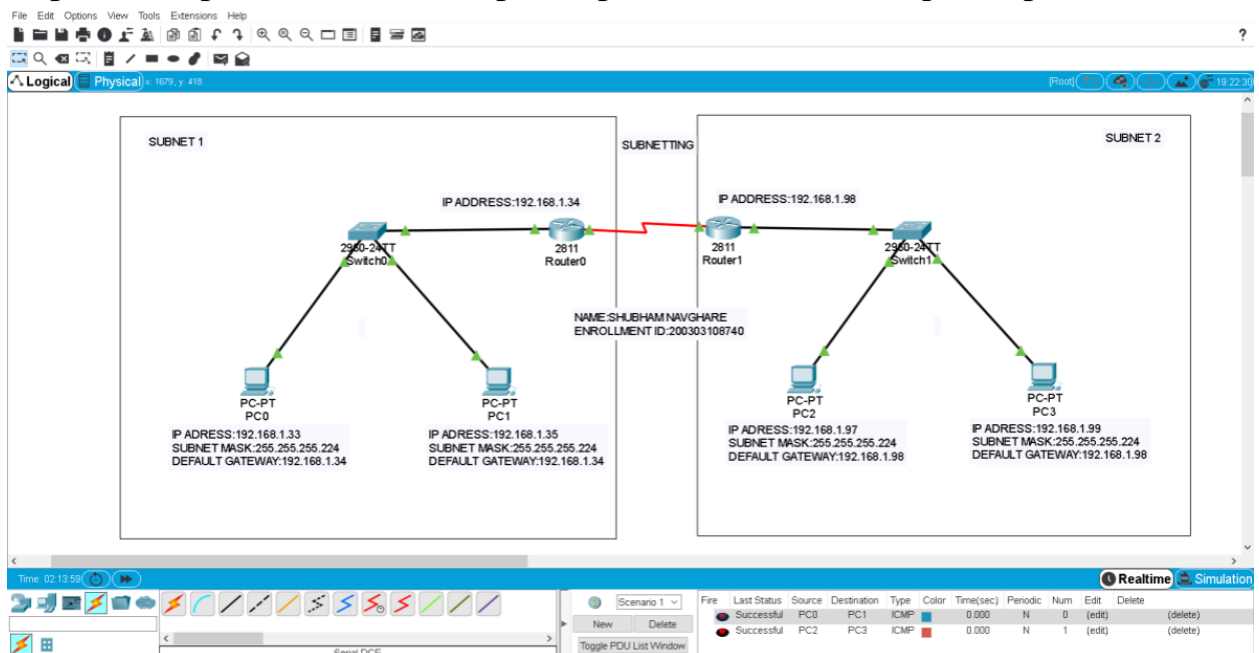 File Edit Options View Tools Extensions Help
?
Logical Physical x: 1679, y: 418 [Root] 19:22:30
SUBNET 1
SUBNETTING
SUBNET 2
IP ADDRESS:192.168.1.34
IP ADDRESS:192.168.1.98
2960-24TT
Switch0
2811
Router0
2811
Router1
2960-24TT
Switch1
NAME:SHUBHAM NAVGHARE
ENROLLMENT ID:200303108740
PC-PT
PC0
PC-PT
PC1
PC-PT
PC2
PC-PT
PC3
IP ADRESS:192.168.1.33
SUBNET MASK:255.255.255.224
DEFAULT GATEWAY:192.168.1.34
IP ADRESS:192.168.1.35
SUBNET MASK:255.255.255.224
DEFAULT GATEWAY:192.168.1.34
IP ADRESS:192.168.1.97
SUBNET MASK:255.255.255.224
DEFAULT GATEWAY:192.168.1.98
IP ADRESS:192.168.1.99
SUBNET MASK:255.255.255.224
DEFAULT GATEWAY:192.168.1.98
Time: 02:13:59 Realtime Simulation
Scenario 1
New Delete
Toggle PDU List Window
Fire Last Status Source Destination Type Color Time(sec) Periodic Num Edit Delete
Successful PC0 PC1 ICMP 0.000 N 0 (edit) (delete)
Successful PC2 PC3 ICMP 0.000 N 1 (edit) (delete)
Serial DCE